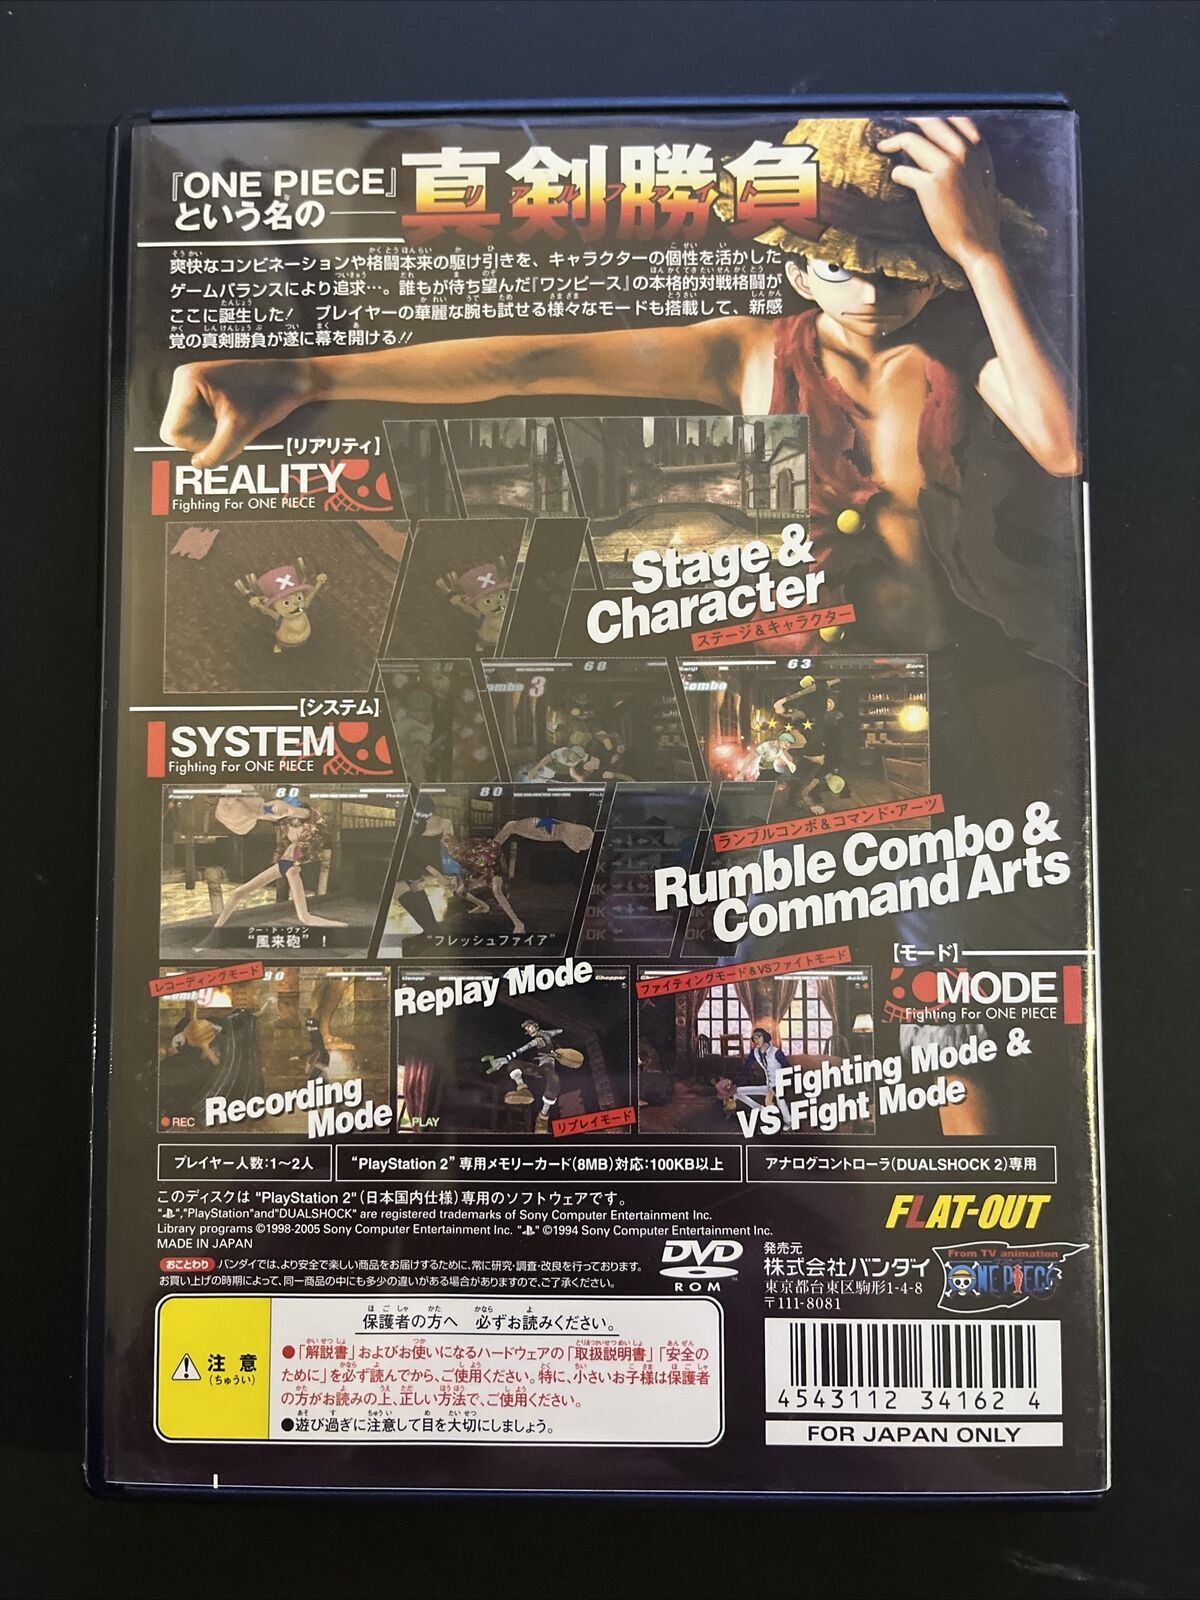 『ONE PIECE』
という名の
真剣勝負
リアルファイト
爽快なコンビネーションや格闘本来の駆け引きを、キャラクターの個性を活かした
ゲームバランスにより追求…。誰もが待ち望んだ『ワンピース』の本格的対戦格闘が
ここに誕生した! プレイヤーの華麗な腕も試せる様々なモードも搭載して、新感
覚の真剣勝負が遂に幕を開ける!!
【リアリティ】
REALITY
Fighting For ONE PIECE
Stage &
Character
ステージ&キャラクター
【システム】
SYSTEM
Fighting For ONE PIECE
38
68
Combo 3
Sanji 63 Zoro
Combo
Franky 80 Robin
クー・ド・ヴァン
“風来砲”!
80
“フレッシュファイア”
ランブルコンボ&コマンド・アーツ
Rumble Combo &
Command Arts
【モード】
MODE
Fighting For ONE PIECE
レコーディングモード
80 Robin
REC
Recording
Mode
Usopp Chopper
Replay Mode
PLAY
リプレイモード
ファイティングモード&VSファイトモード
Fighting Mode &
VS Fight Mode
プレイヤー人数:1〜2人
“PlayStation 2”専用メモリーカード(8MB)対応:100KB以上
アナログコントローラ(DUALSHOCK 2)専用
このディスクは "PlayStation 2"(日本国内仕様)専用のソフトウェアです。
" ","PlayStation"and"DUALSHOCK" are registered trademarks of Sony Computer Entertainment Inc.
Library programs ©1998-2005 Sony Computer Entertainment Inc. " " ©1994 Sony Computer Entertainment Inc.
MADE IN JAPAN
FLAT-OUT
おことわり バンダイでは、より安全で楽しい商品をお届けするために、常に研究・調査・改良を行っております。
お買い上げの時期によって、同一商品の中にも多少の違いがある場合がありますので、ご了承ください。
DVD
ROM
発売元
株式会社バンダイ
東京都台東区駒形1-4-8
〒111-8081
From TV animation
ONE PIECE
注意
(ちゅうい)
保護者の方へ 必ずお読みください。
●「解説書」およびお使いになるハードウェアの「取扱説明書」「安全の
ために」を必ず読んでから、ご使用ください。特に、小さいお子様は保護者
の方がお読みの上、正しい方法で、ご使用ください。
●遊び過ぎに注意して目を大切にしましょう。
4543112 34162 4
FOR JAPAN ONLY